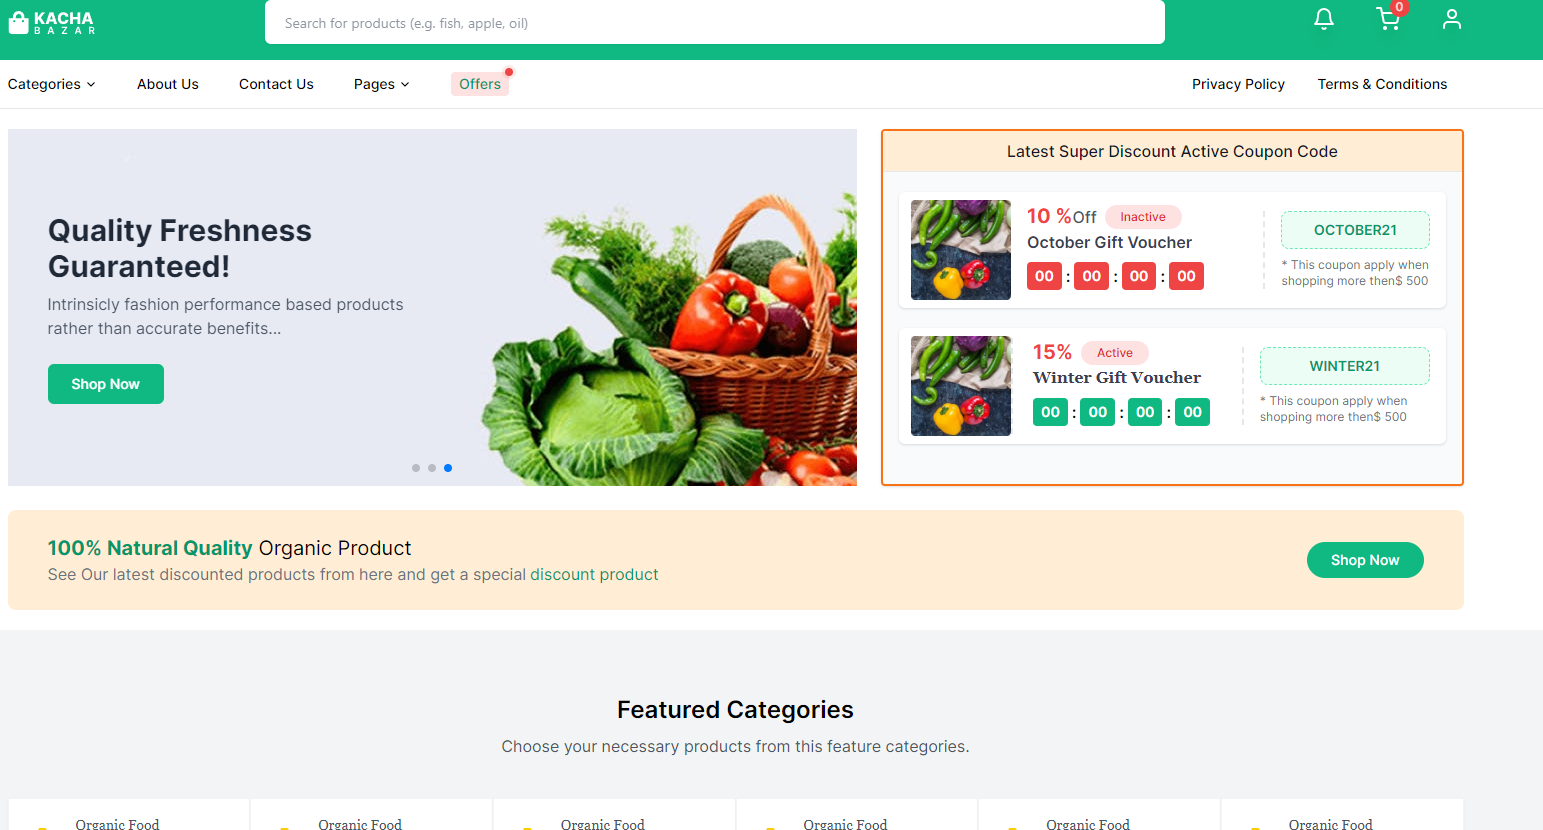 KACHA
BAZAR
Search for products (e.g. fish, apple, oil)
0
Categories
About Us
Contact Us
Pages
Offers
Privacy Policy
Terms & Conditions
Quality Freshness
Guaranteed!
Intrinsicly fashion performance based products
rather than accurate benefits...
Shop Now
Latest Super Discount Active Coupon Code
10 %Off Inactive
October Gift Voucher
00 : 00 : 00 : 00
OCTOBER21
* This coupon apply when
shopping more then$ 500
15% Active
Winter Gift Voucher
00 : 00 : 00 : 00
WINTER21
* This coupon apply when
shopping more then$ 500
100% Natural Quality Organic Product
See Our latest discounted products from here and get a special discount product
Shop Now
Featured Categories
Choose your necessary products from this feature categories.
Organic Food
Organic Food
Organic Food
Organic Food
Organic Food
Organic Food